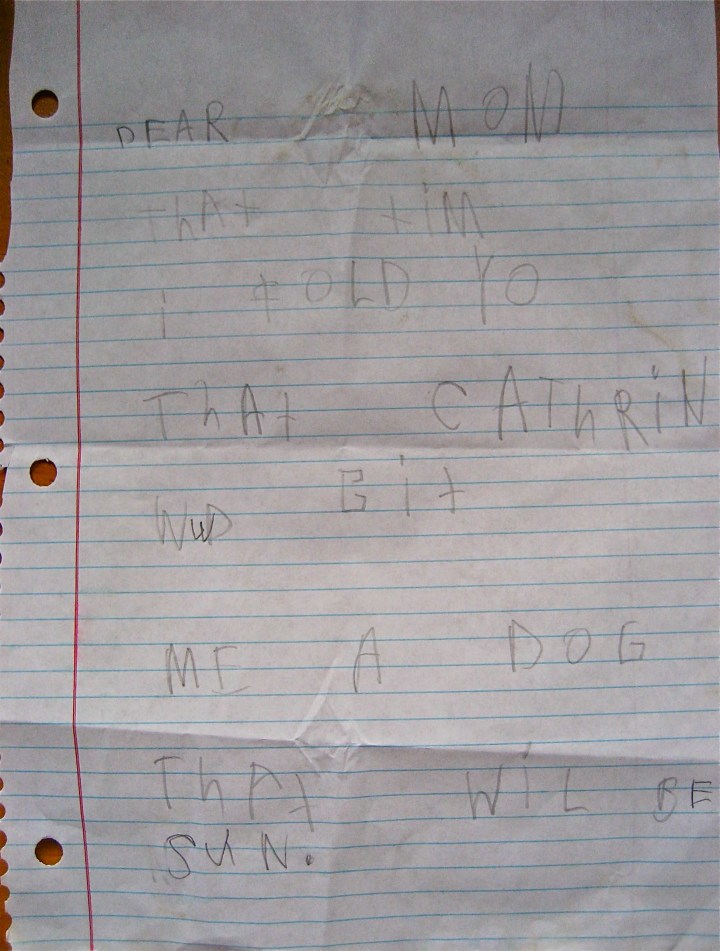 DEAR MOM
thAt tiM
i tOLD YO
ThAt CAThRiN
WuD Git
ME A DOG
ThAt WiL BE
SUN.